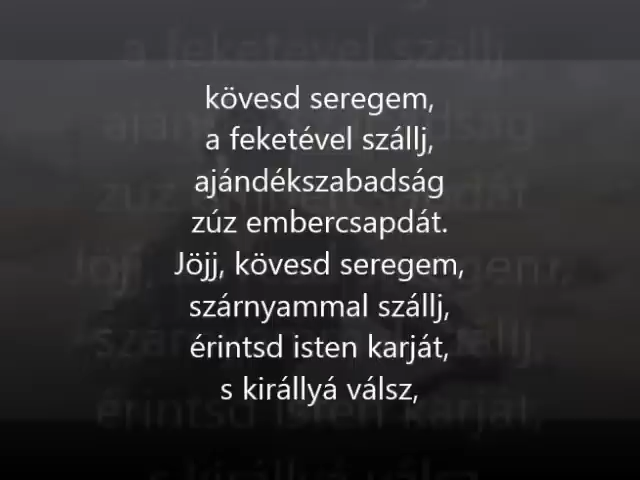 kövesd seregem,
a feketével szállj,
ajándékszabadság
zúz embercsapdát.
Jöjj, kövesd seregem,
szárnyammal szállj,
érintsd isten karját,
s királlyá válsz,